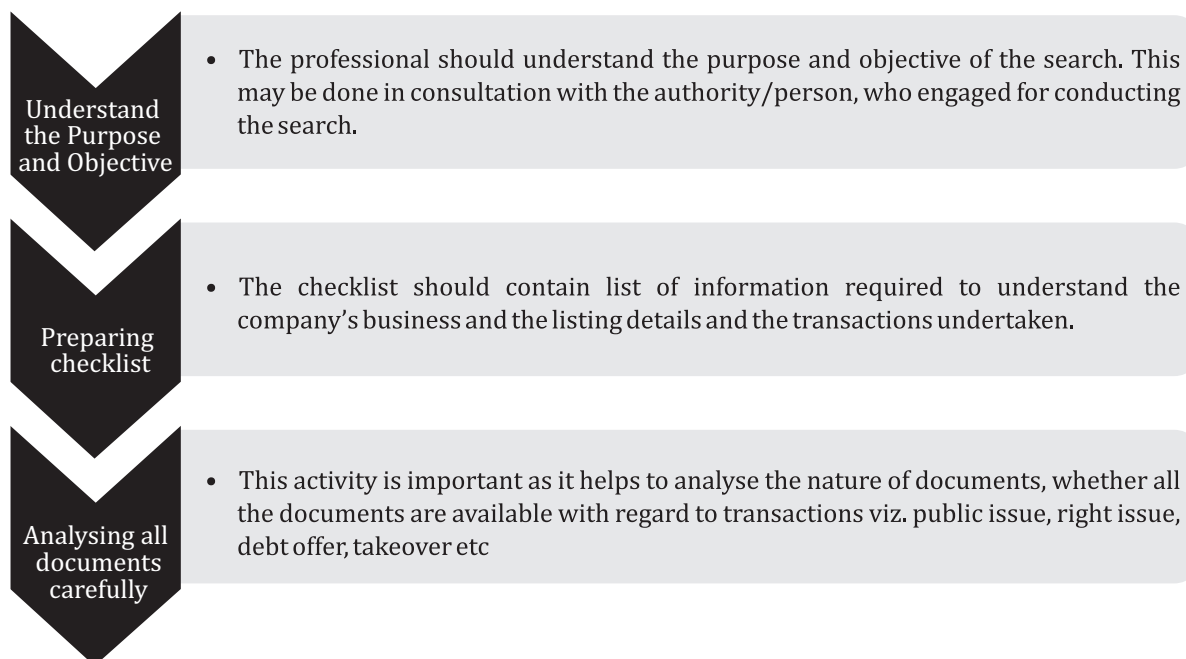 Understand
the Purpose
and Objective
• The professional should understand the purpose and objective of the search. This
may be done in consultation with the authority/person, who engaged for conducting
the search.
Preparing
checklist
• The checklist should contain list of information required to understand the
company’s business and the listing details and the transactions undertaken.
Analysing all
documents
carefully
• This activity is important as it helps to analyse the nature of documents, whether all
the documents are available with regard to transactions viz. public issue, right issue,
debt offer, takeover etc